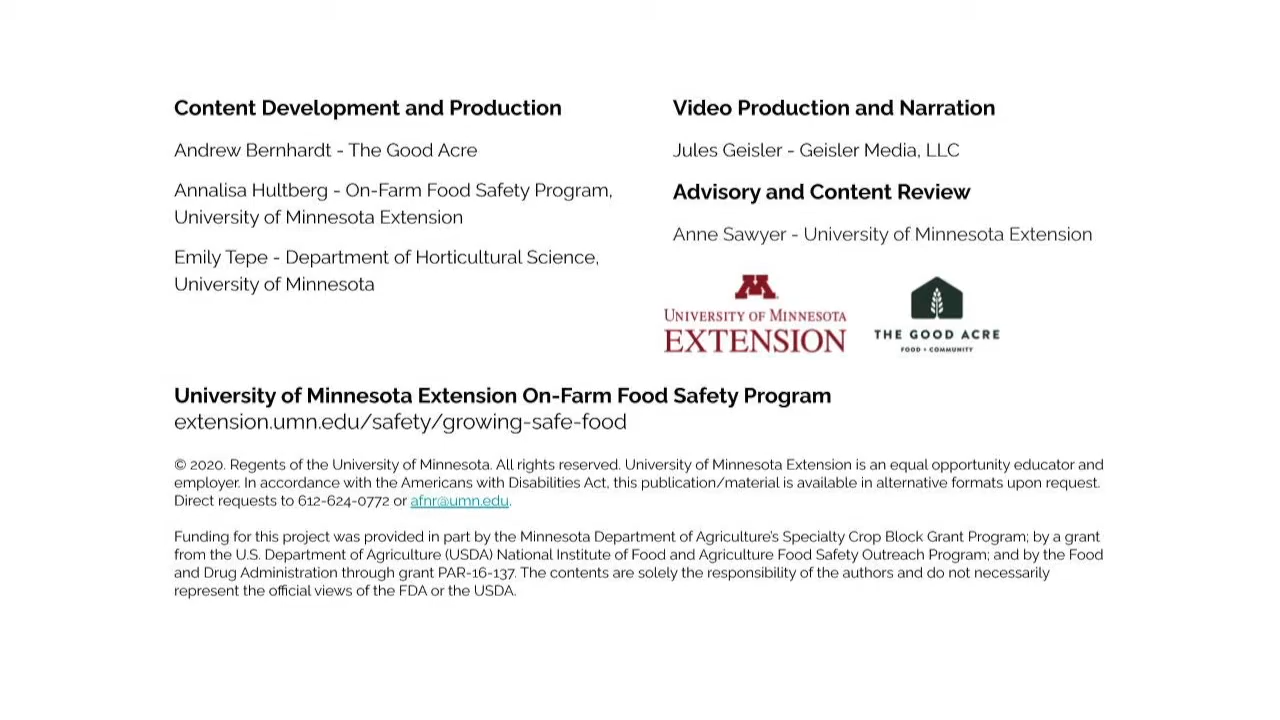 Content Development and Production
Andrew Bernhardt - The Good Acre
Annalisa Hultberg - On-Farm Food Safety Program,
University of Minnesota Extension
Emily Tepe - Department of Horticultural Science,
University of Minnesota
Video Production and Narration
Jules Geisler - Geisler Media, LLC
Advisory and Content Review
Anne Sawyer - University of Minnesota Extension
M
UNIVERSITY OF MINNESOTA
EXTENSION
THE GOOD ACRE
FOOD + COMMUNITY
University of Minnesota Extension On-Farm Food Safety Program
extension.umn.edu/safety/growing-safe-food
© 2020. Regents of the University of Minnesota. All rights reserved. University of Minnesota Extension is an equal opportunity educator and
employer. In accordance with the Americans with Disabilities Act, this publication/material is available in alternative formats upon request.
Direct requests to 612-624-0772 or afnr@umn.edu.
Funding for this project was provided in part by the Minnesota Department of Agriculture's Specialty Crop Block Grant Program; by a grant
from the U.S. Department of Agriculture (USDA) National Institute of Food and Agriculture Food Safety Outreach Program; and by the Food
and Drug Administration through grant PAR-16-137. The contents are solely the responsibility of the authors and do not necessarily
represent the official views of the FDA or the USDA.